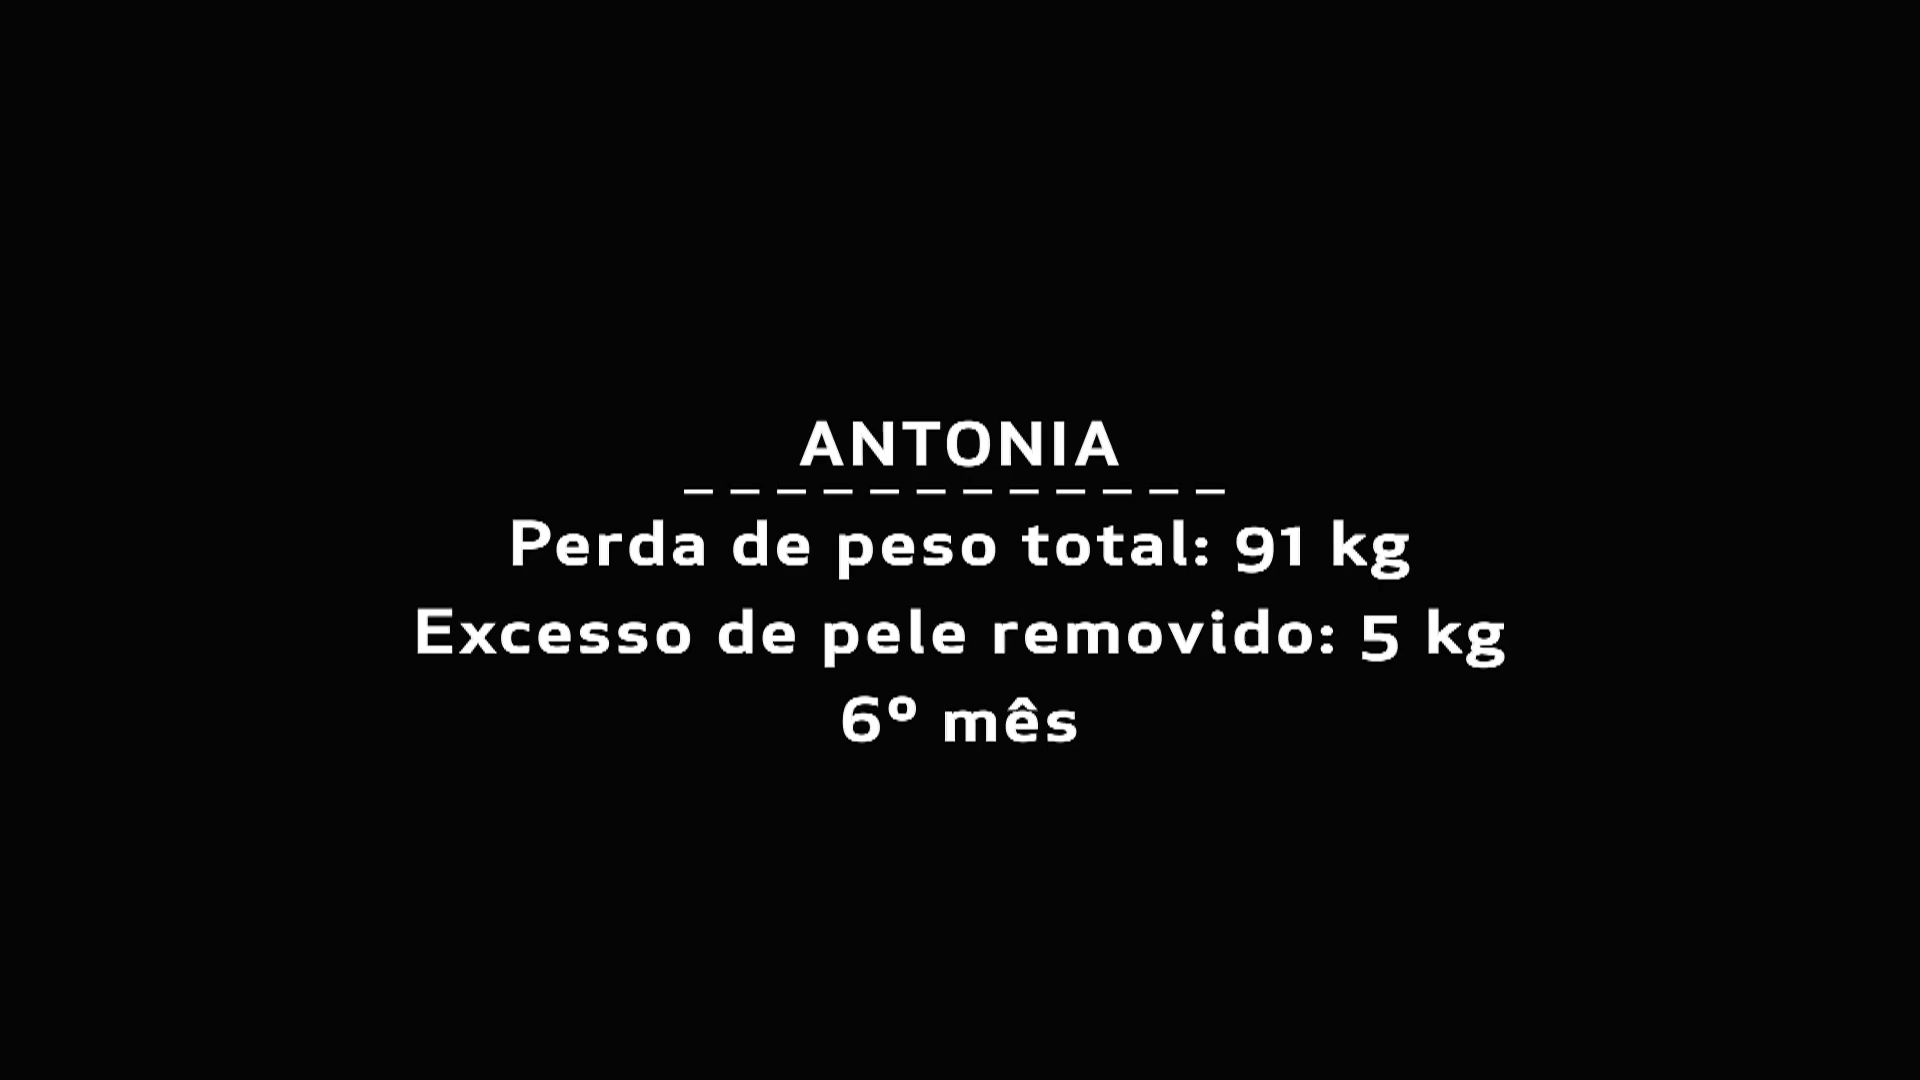 ANTONIA
Perda de peso total: 91 kg
Excesso de pele removido: 5 kg
6º mês